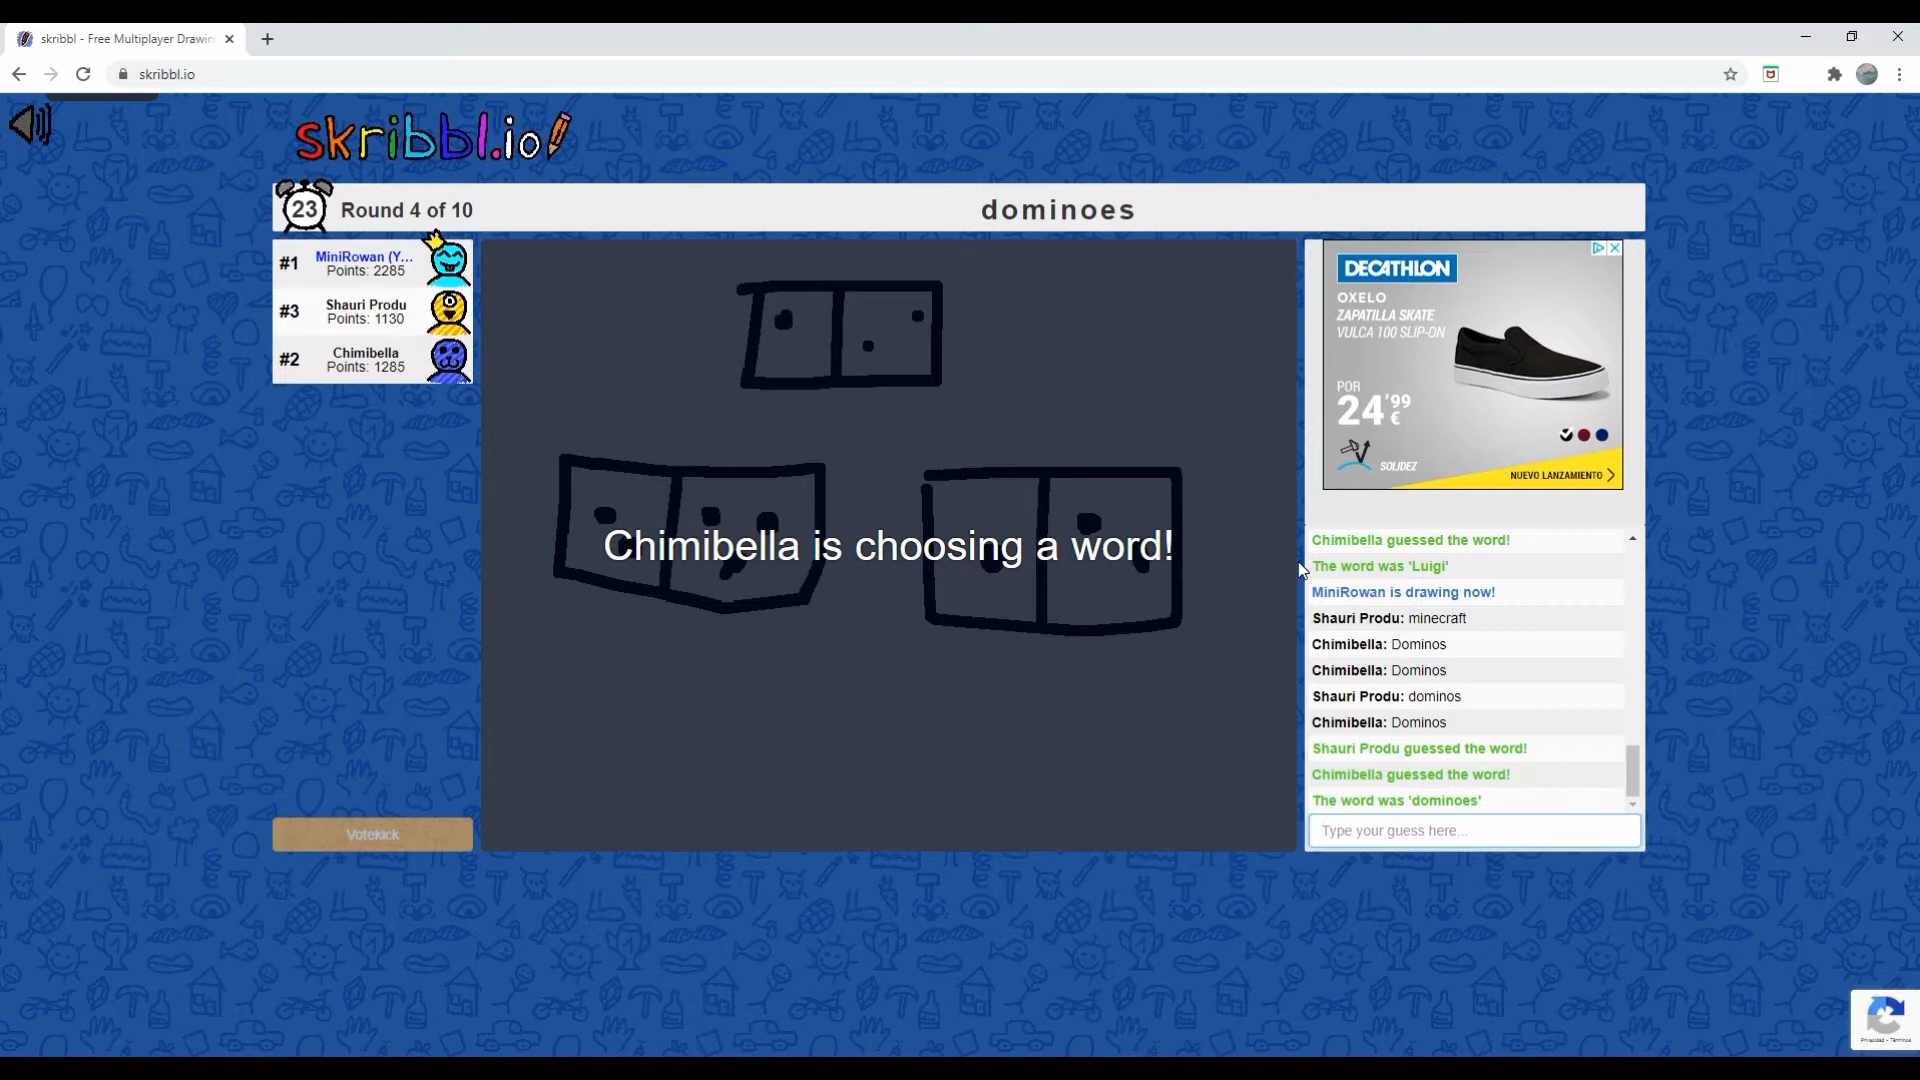 skribbl - Free Multiplayer Drawin
skribbl.io
skribbl.io
23
Round 4 of 10
dominoes
#1
MiniRowan (Y...
Points: 2285
#3
Shauri Produ
Points: 1130
#2
Chimibella
Points: 1285
Votekick
Chimibella is choosing a word!
DECATHLON
OXELO
ZAPATILLA SKATE
VULCA 100 SLIP-ON
POR
24'99
€
SOLIDEZ
NUEVO LANZAMIENTO
Chimibella guessed the word!
The word was 'Luigi'
MiniRowan is drawing now!
Shauri Produ: minecraft
Chimibella: Dominos
Chimibella: Dominos
Shauri Produ: dominos
Chimibella: Dominos
Shauri Produ guessed the word!
Chimibella guessed the word!
The word was 'dominoes'
Type your guess here...
Privacidad - Términos